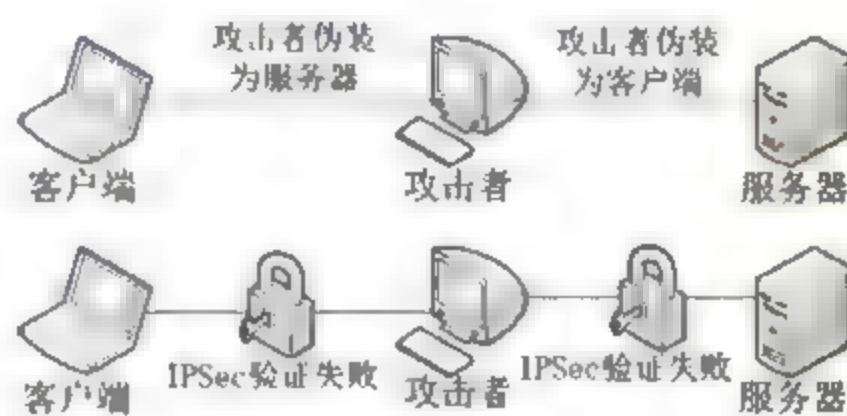 攻击者伪装
为服务器
攻击者伪装
为客户端
客户端
攻击者
服务器
IPSec验证失败
IPSec验证失败
客户端
攻击者
服务器